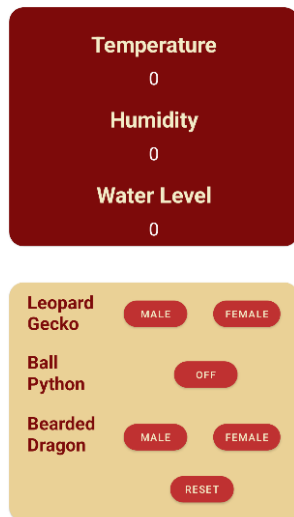 Temperature
0
Humidity
0
Water Level
0
Leopard
Gecko
MALE FEMALE
Ball
Python
OFF
Bearded
Dragon
MALE FEMALE
RESET